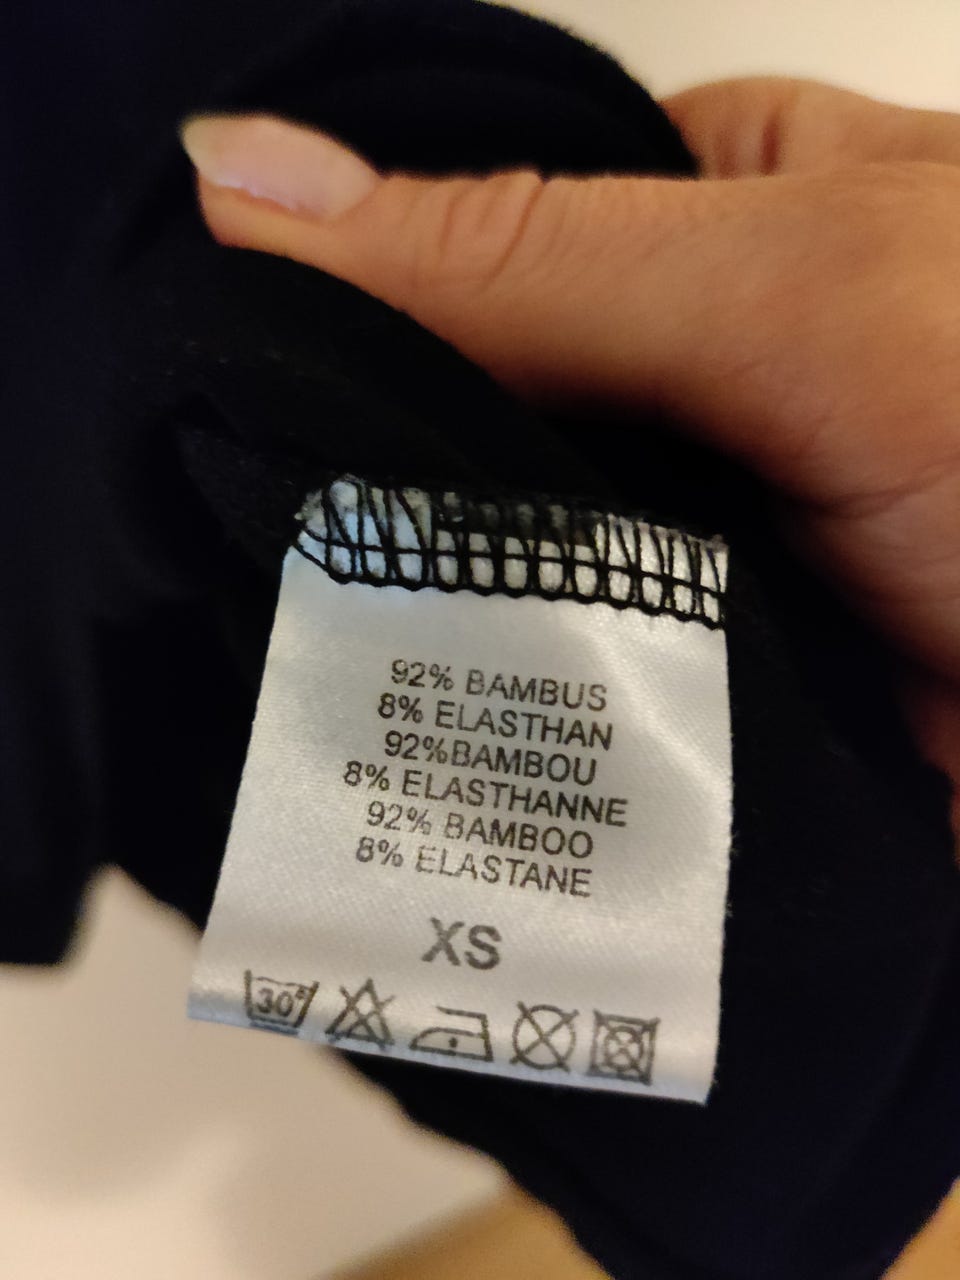 92% BAMBUS
8% ELASTHAN
92%BAMBOU
8% ELASTHANNE
92% BAMBOO
8% ELASTANE
XS
30°